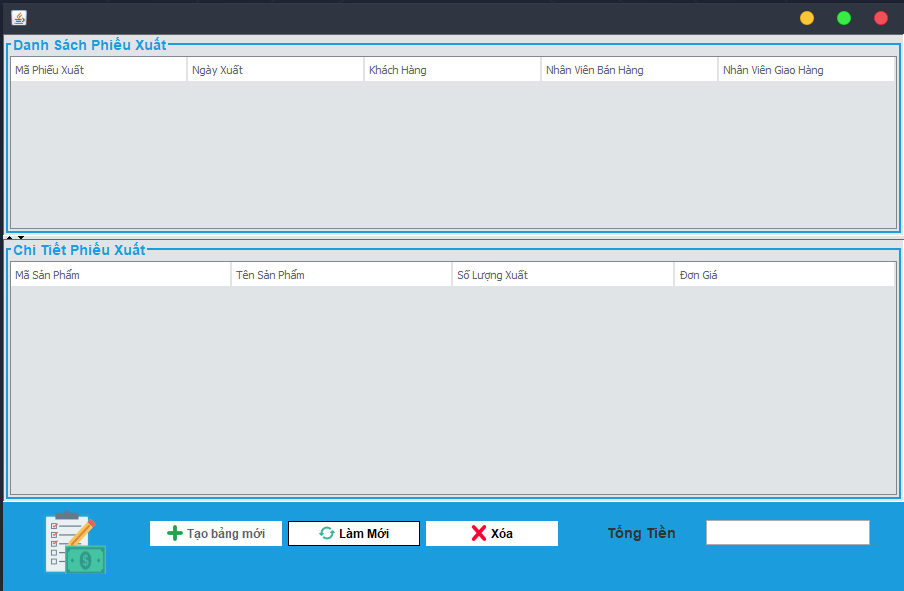 Danh Sách Phiếu Xuất
Mã Phiếu Xuất Ngày Xuất Khách Hàng Nhân Viên Bán Hàng Nhân Viên Giao Hàng
Chi Tiết Phiếu Xuất
Mã Sản Phẩm Tên Sản Phẩm Số Lượng Xuất Đơn Giá
Tạo bảng mới Làm Mới Xóa Tổng Tiền